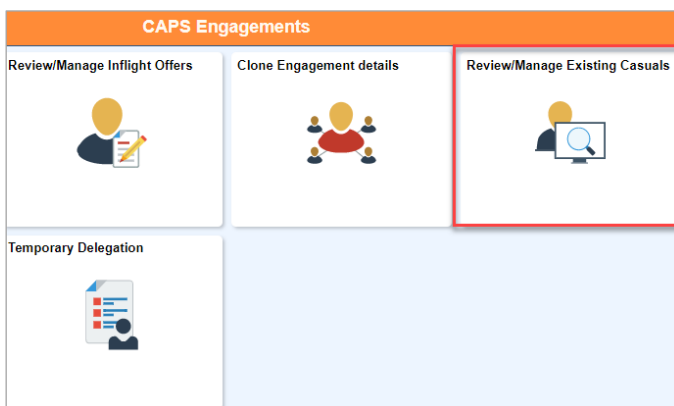 CAPS Engagements
Review/Manage Inflight Offers
Clone Engagement details
Review/Manage Existing Casuals
Temporary Delegation